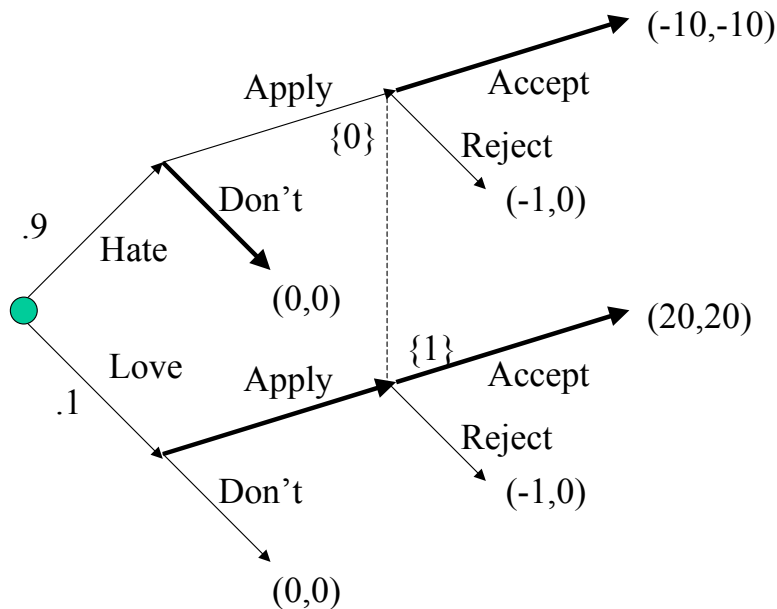 (-10,-10)
Apply
Accept
{0}
Reject
Don't
(-1,0)
.9
Hate
(0,0)
(20,20)
{1}
Love
Apply
Accept
.1
Reject
Don't
(-1,0)
(0,0)